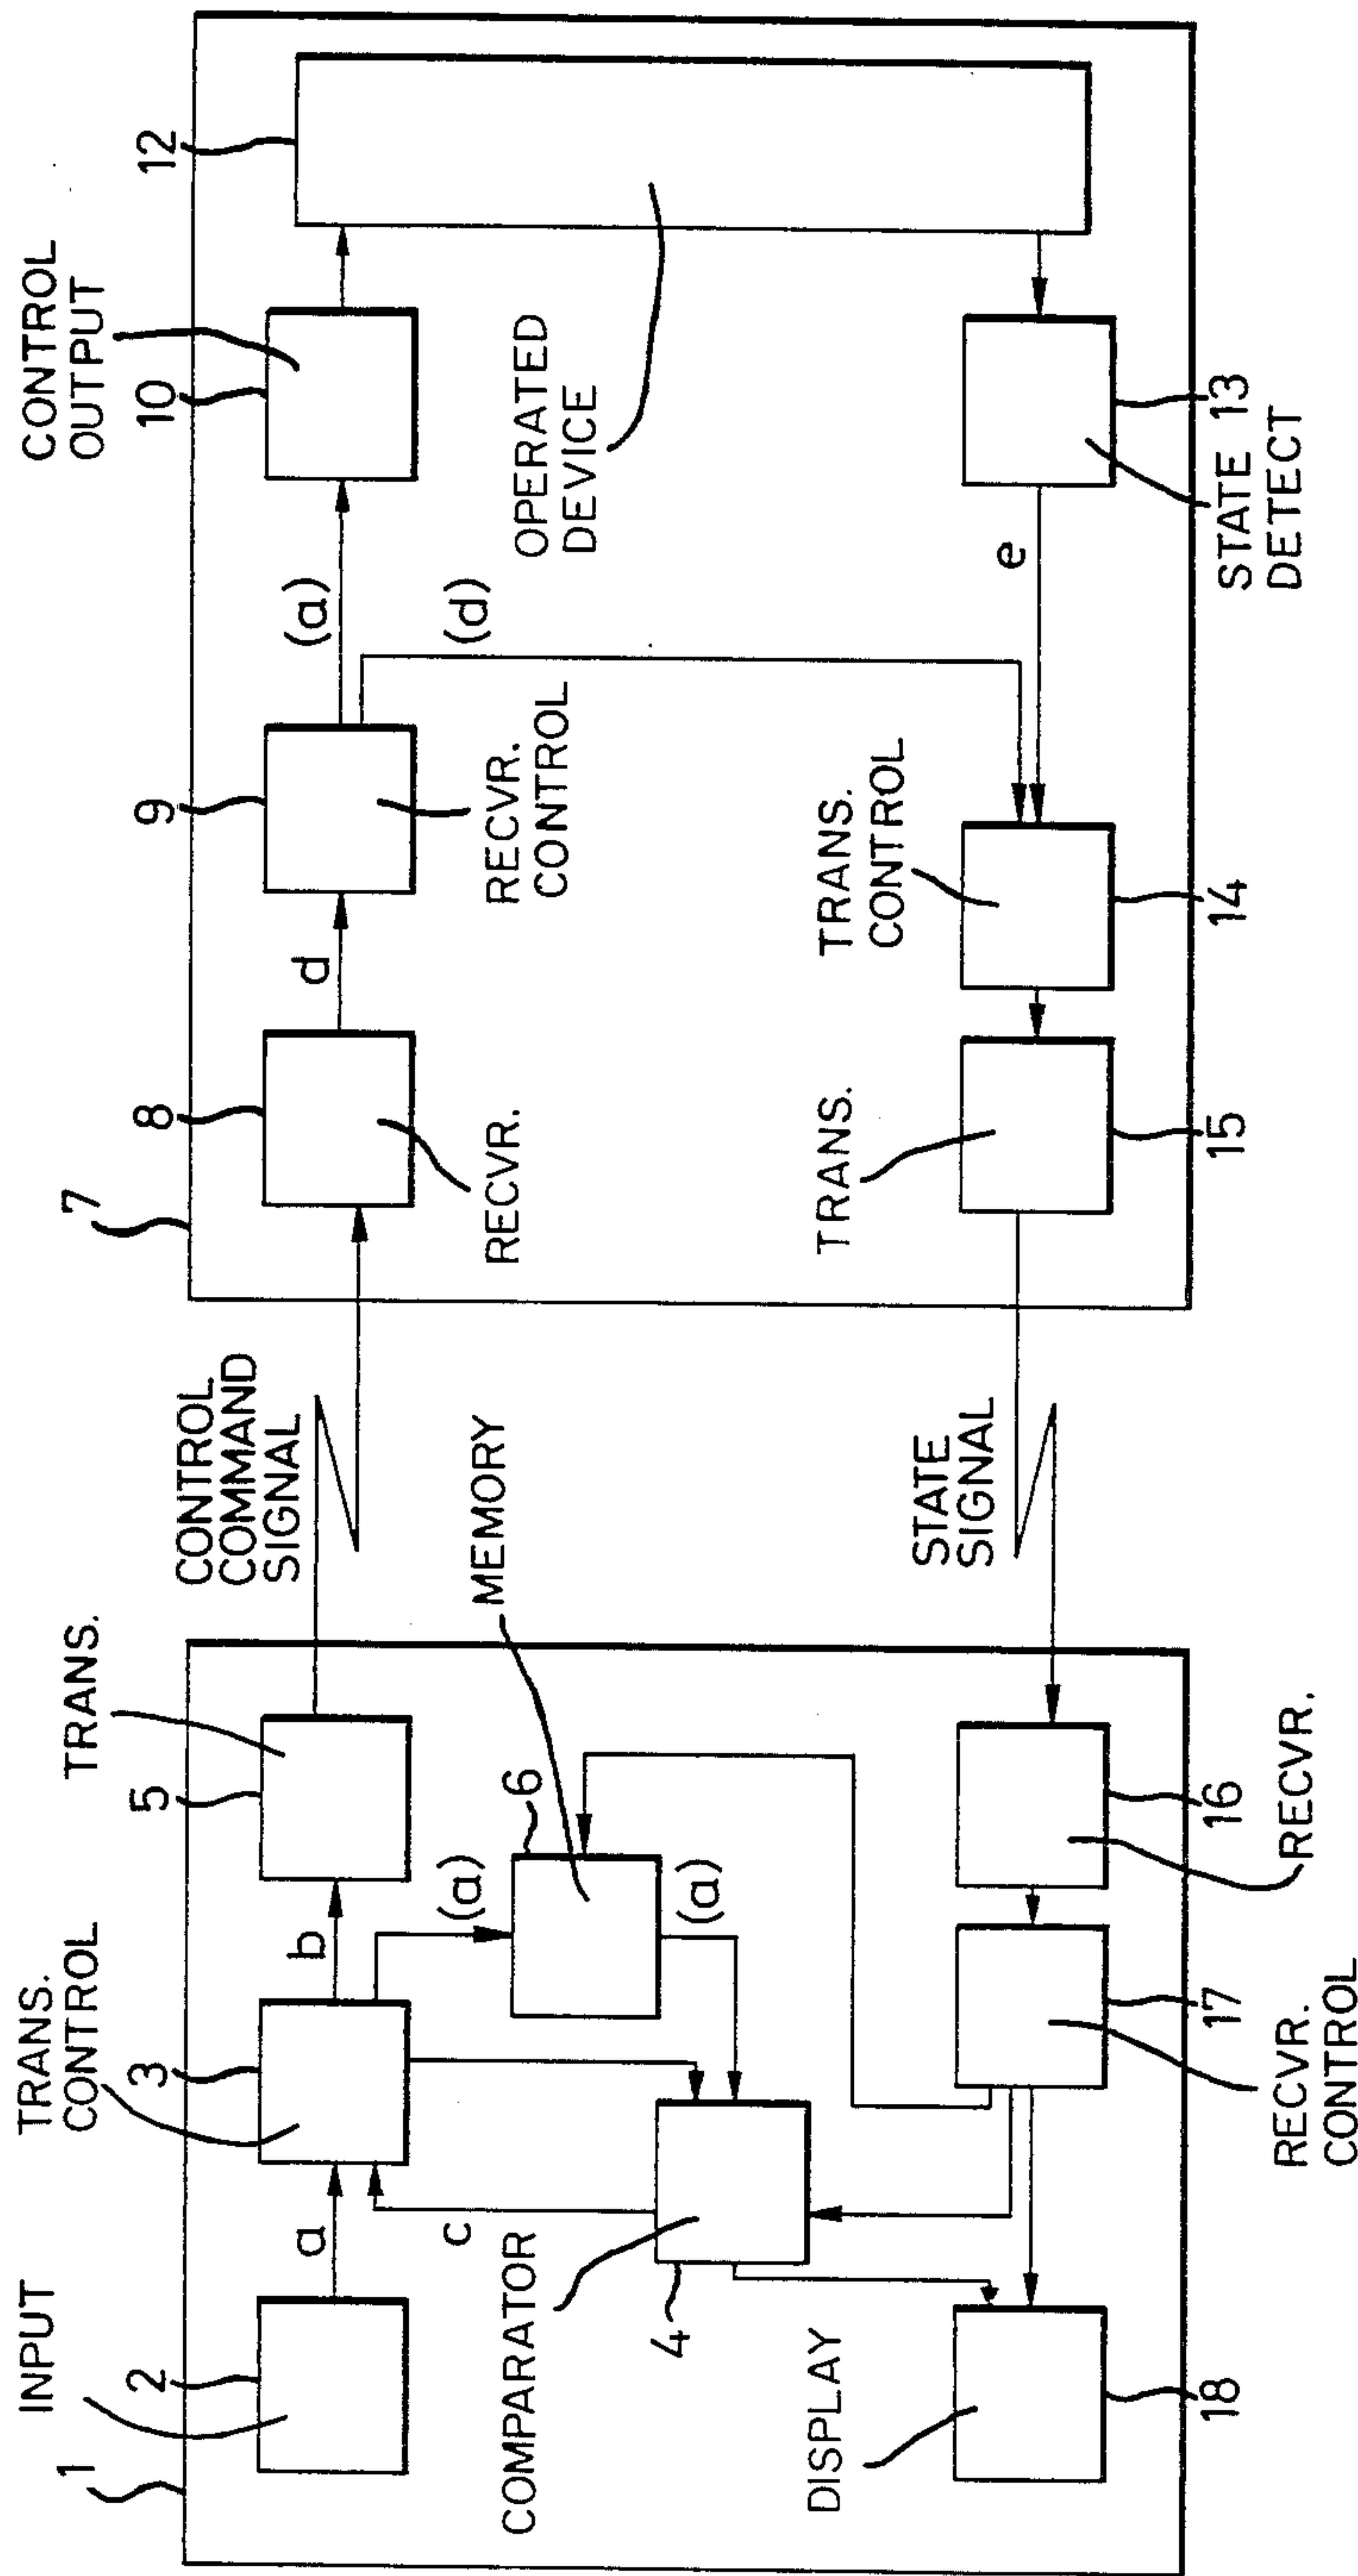 1
INPUT
2
a
TRANS.
CONTROL
3
b
TRANS.
5
(a)
6
MEMORY
(a)
c
COMPARATOR
4
DISPLAY
18
17
RECVR.
CONTROL
16
RECVR.
CONTROL
COMMAND
SIGNAL
STATE
SIGNAL
7
8
RECVR.
d
9
RECVR.
CONTROL
(a)
(d)
10
CONTROL
OUTPUT
12
OPERATED
DEVICE
TRANS.
15
TRANS.
CONTROL
14
e
STATE 13
DETECT